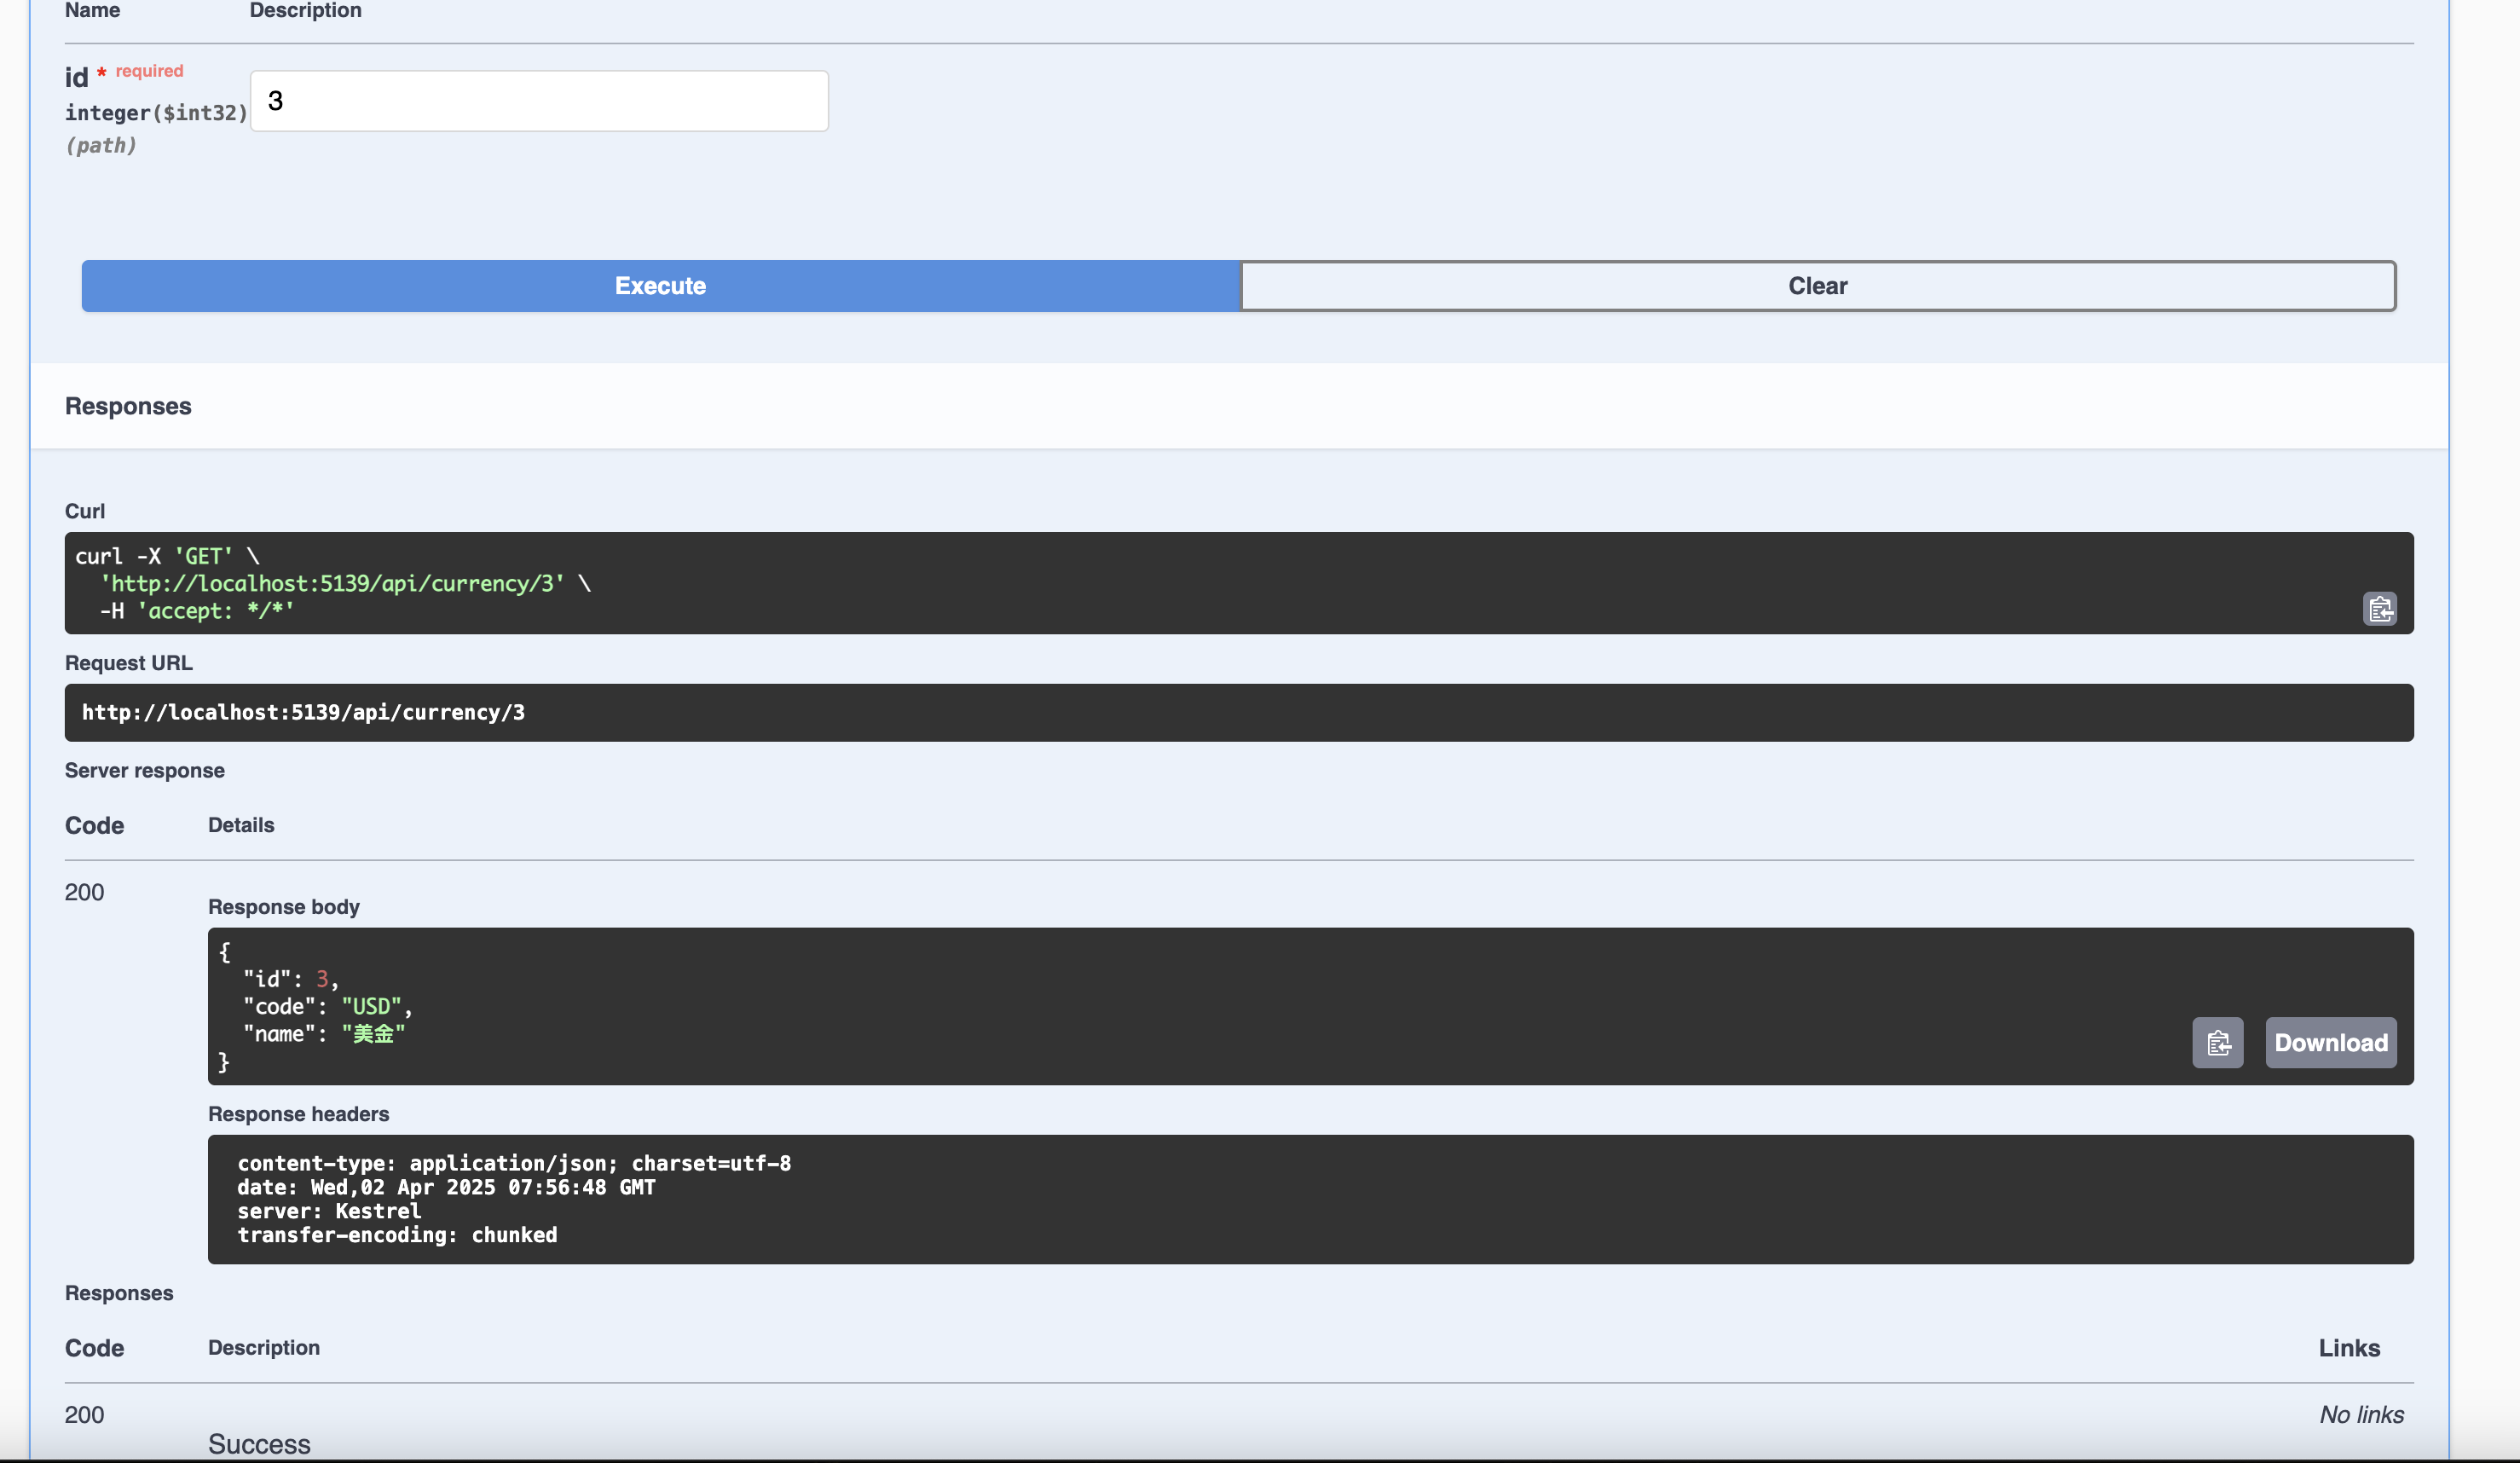 Name Description
id * required
integer($int32)
(path)
3
Execute Clear
Responses
Curl
curl -X 'GET' \
'http://localhost:5139/api/currency/3' \
-H 'accept: */*'
Request URL
http://localhost:5139/api/currency/3
Server response
Code Details
200
Response body
{
"id": 3,
"code": "USD",
"name": "美金"
}
Download
Response headers
content-type: application/json; charset=utf-8
date: Wed,02 Apr 2025 07:56:48 GMT
server: Kestrel
transfer-encoding: chunked
Responses
Code Description Links
200
Success
No links